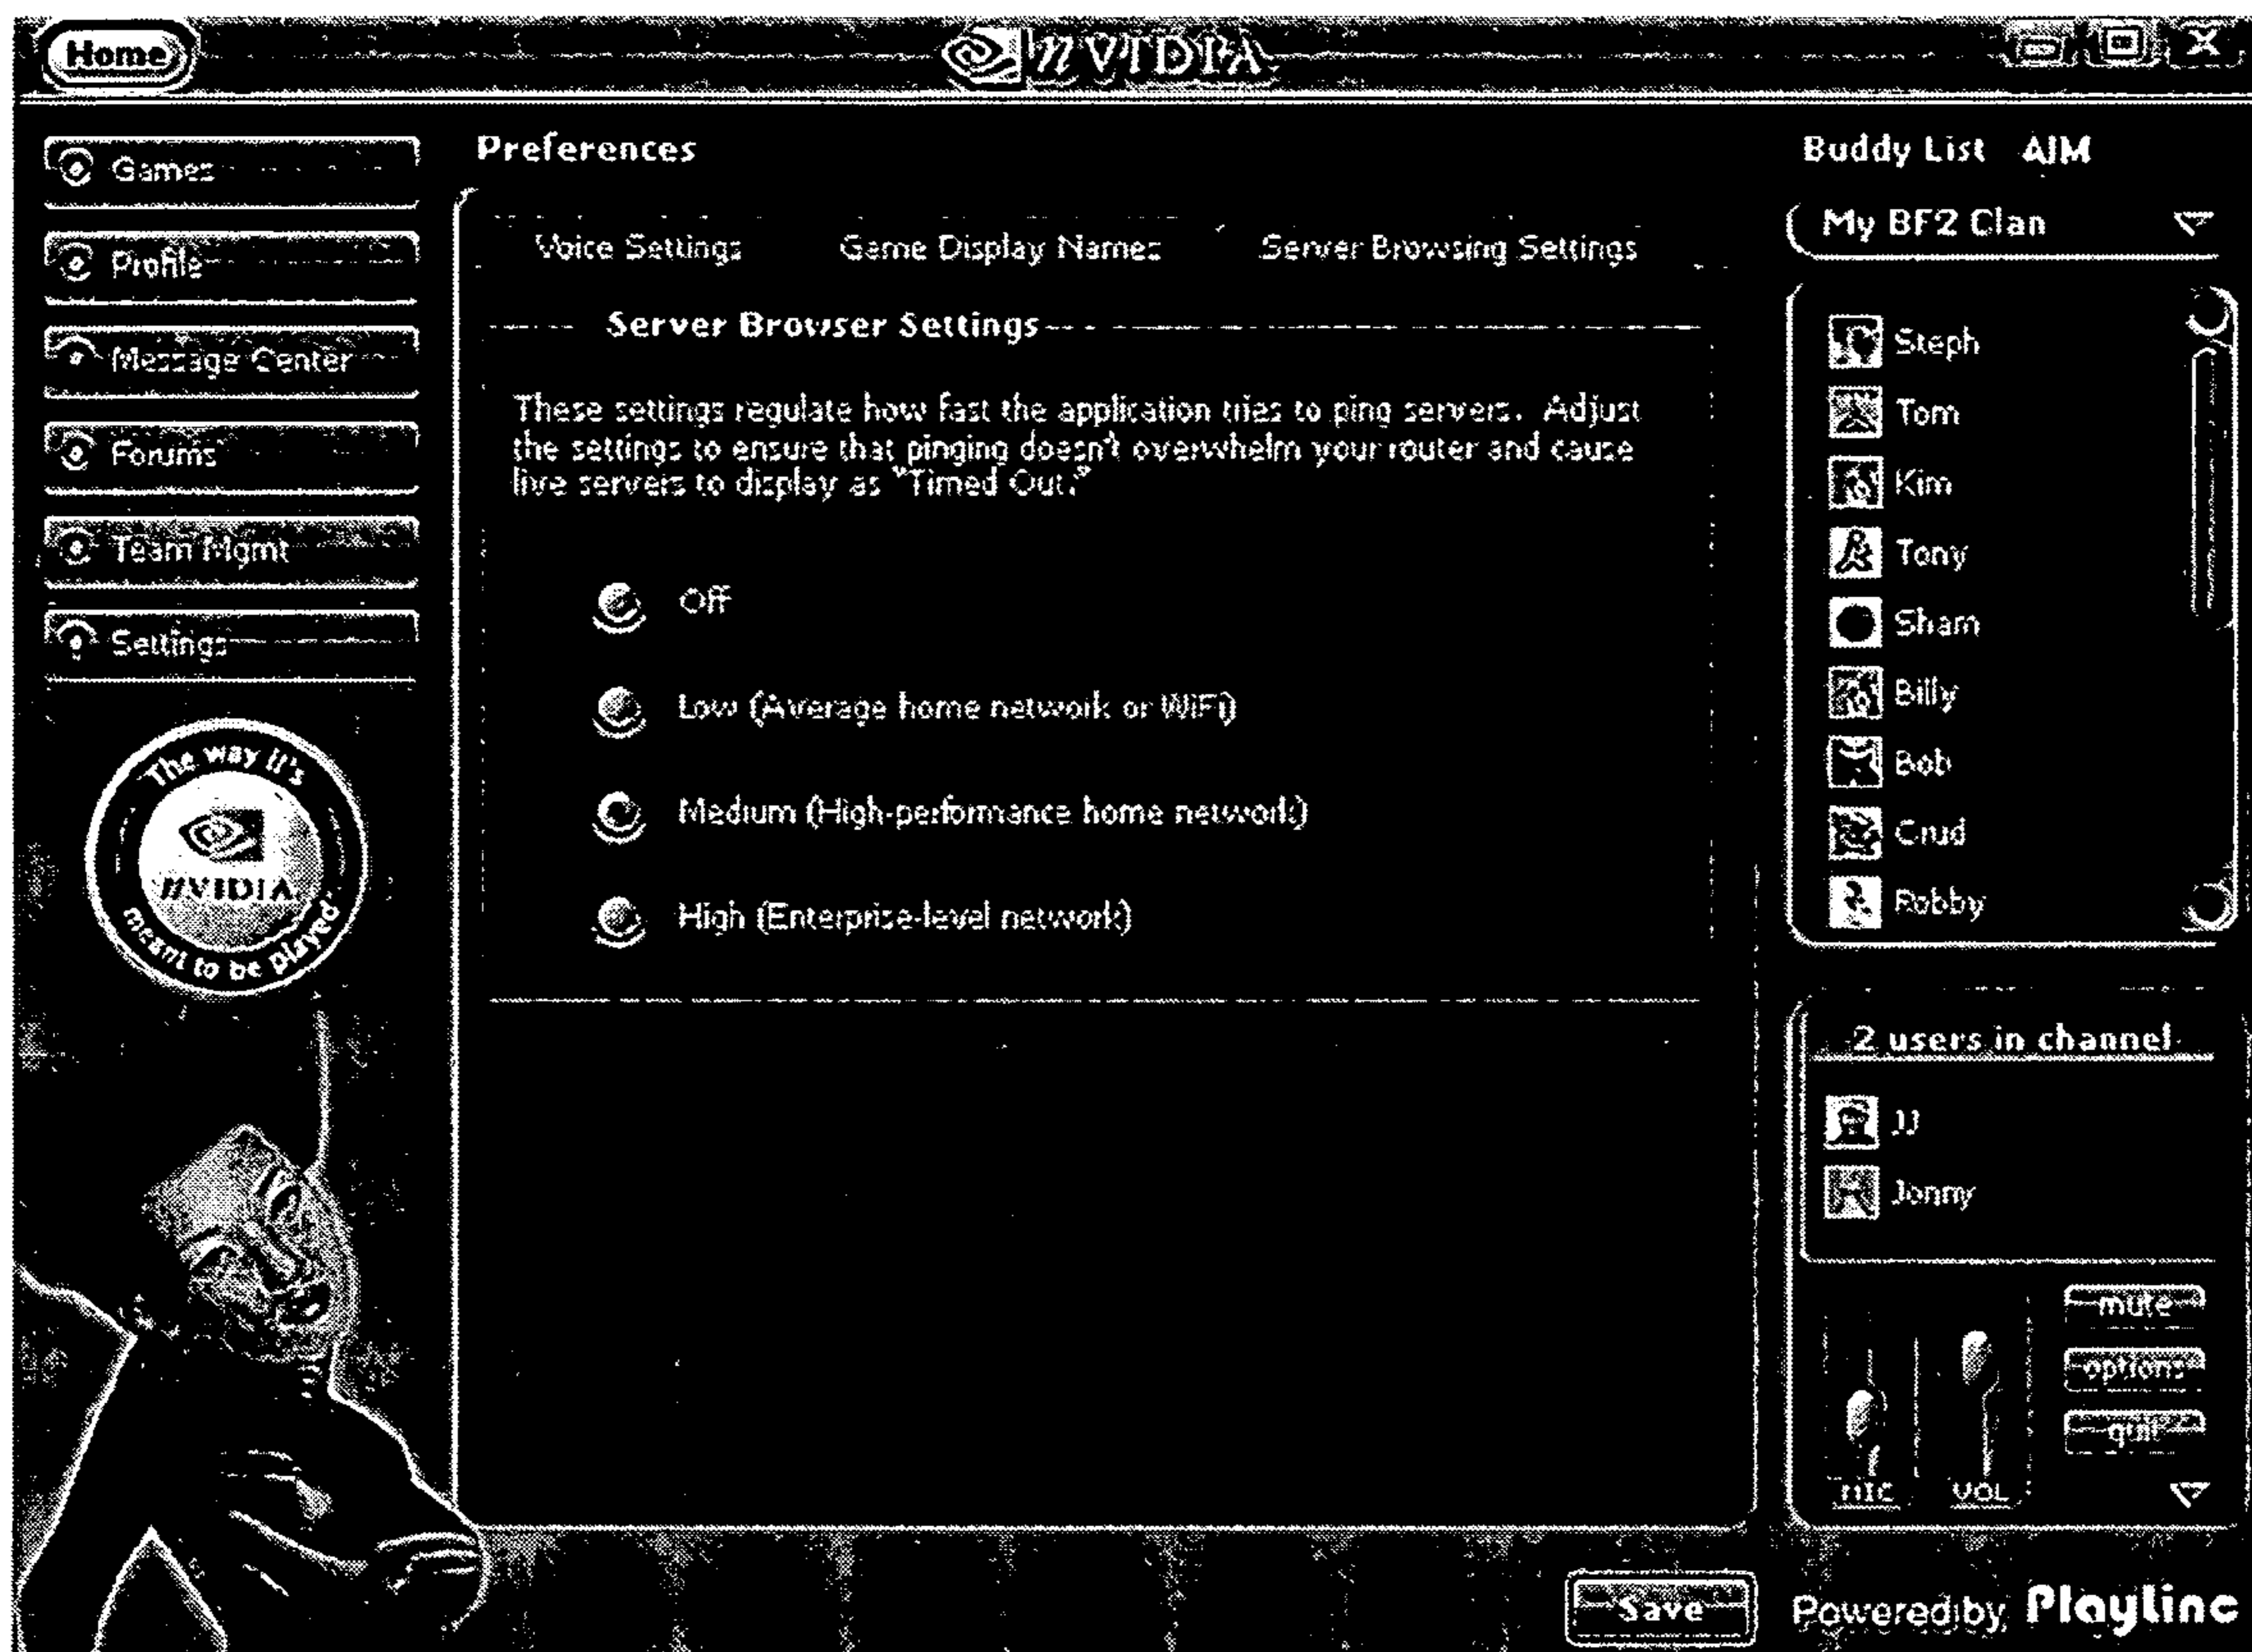 Home
nVIDIA
Games
Profile
Message Center
Forums
Team Mgmt
Settings
The way it's
nVIDIA
meant to be played
Preferences
Voice Settings
Game Display Names
Server Browsing Settings
Server Browser Settings
These settings regulate how fast the application tries to ping servers. Adjust
the settings to ensure that pinging doesn't overwhelm your router and cause
live servers to display as "Timed Out."
Off
Low (Average home network or WiFi)
Medium (High-performance home network)
High (Enterprise-level network)
Buddy List AIM
My BF2 Clan
Steph
Tom
Kim
Tony
Sham
Billy
Bob
Crud
Robby
2 users in channel
JJ
Jonny
mute
options
quit
MIC VOL
Save
Powered by Playlinc